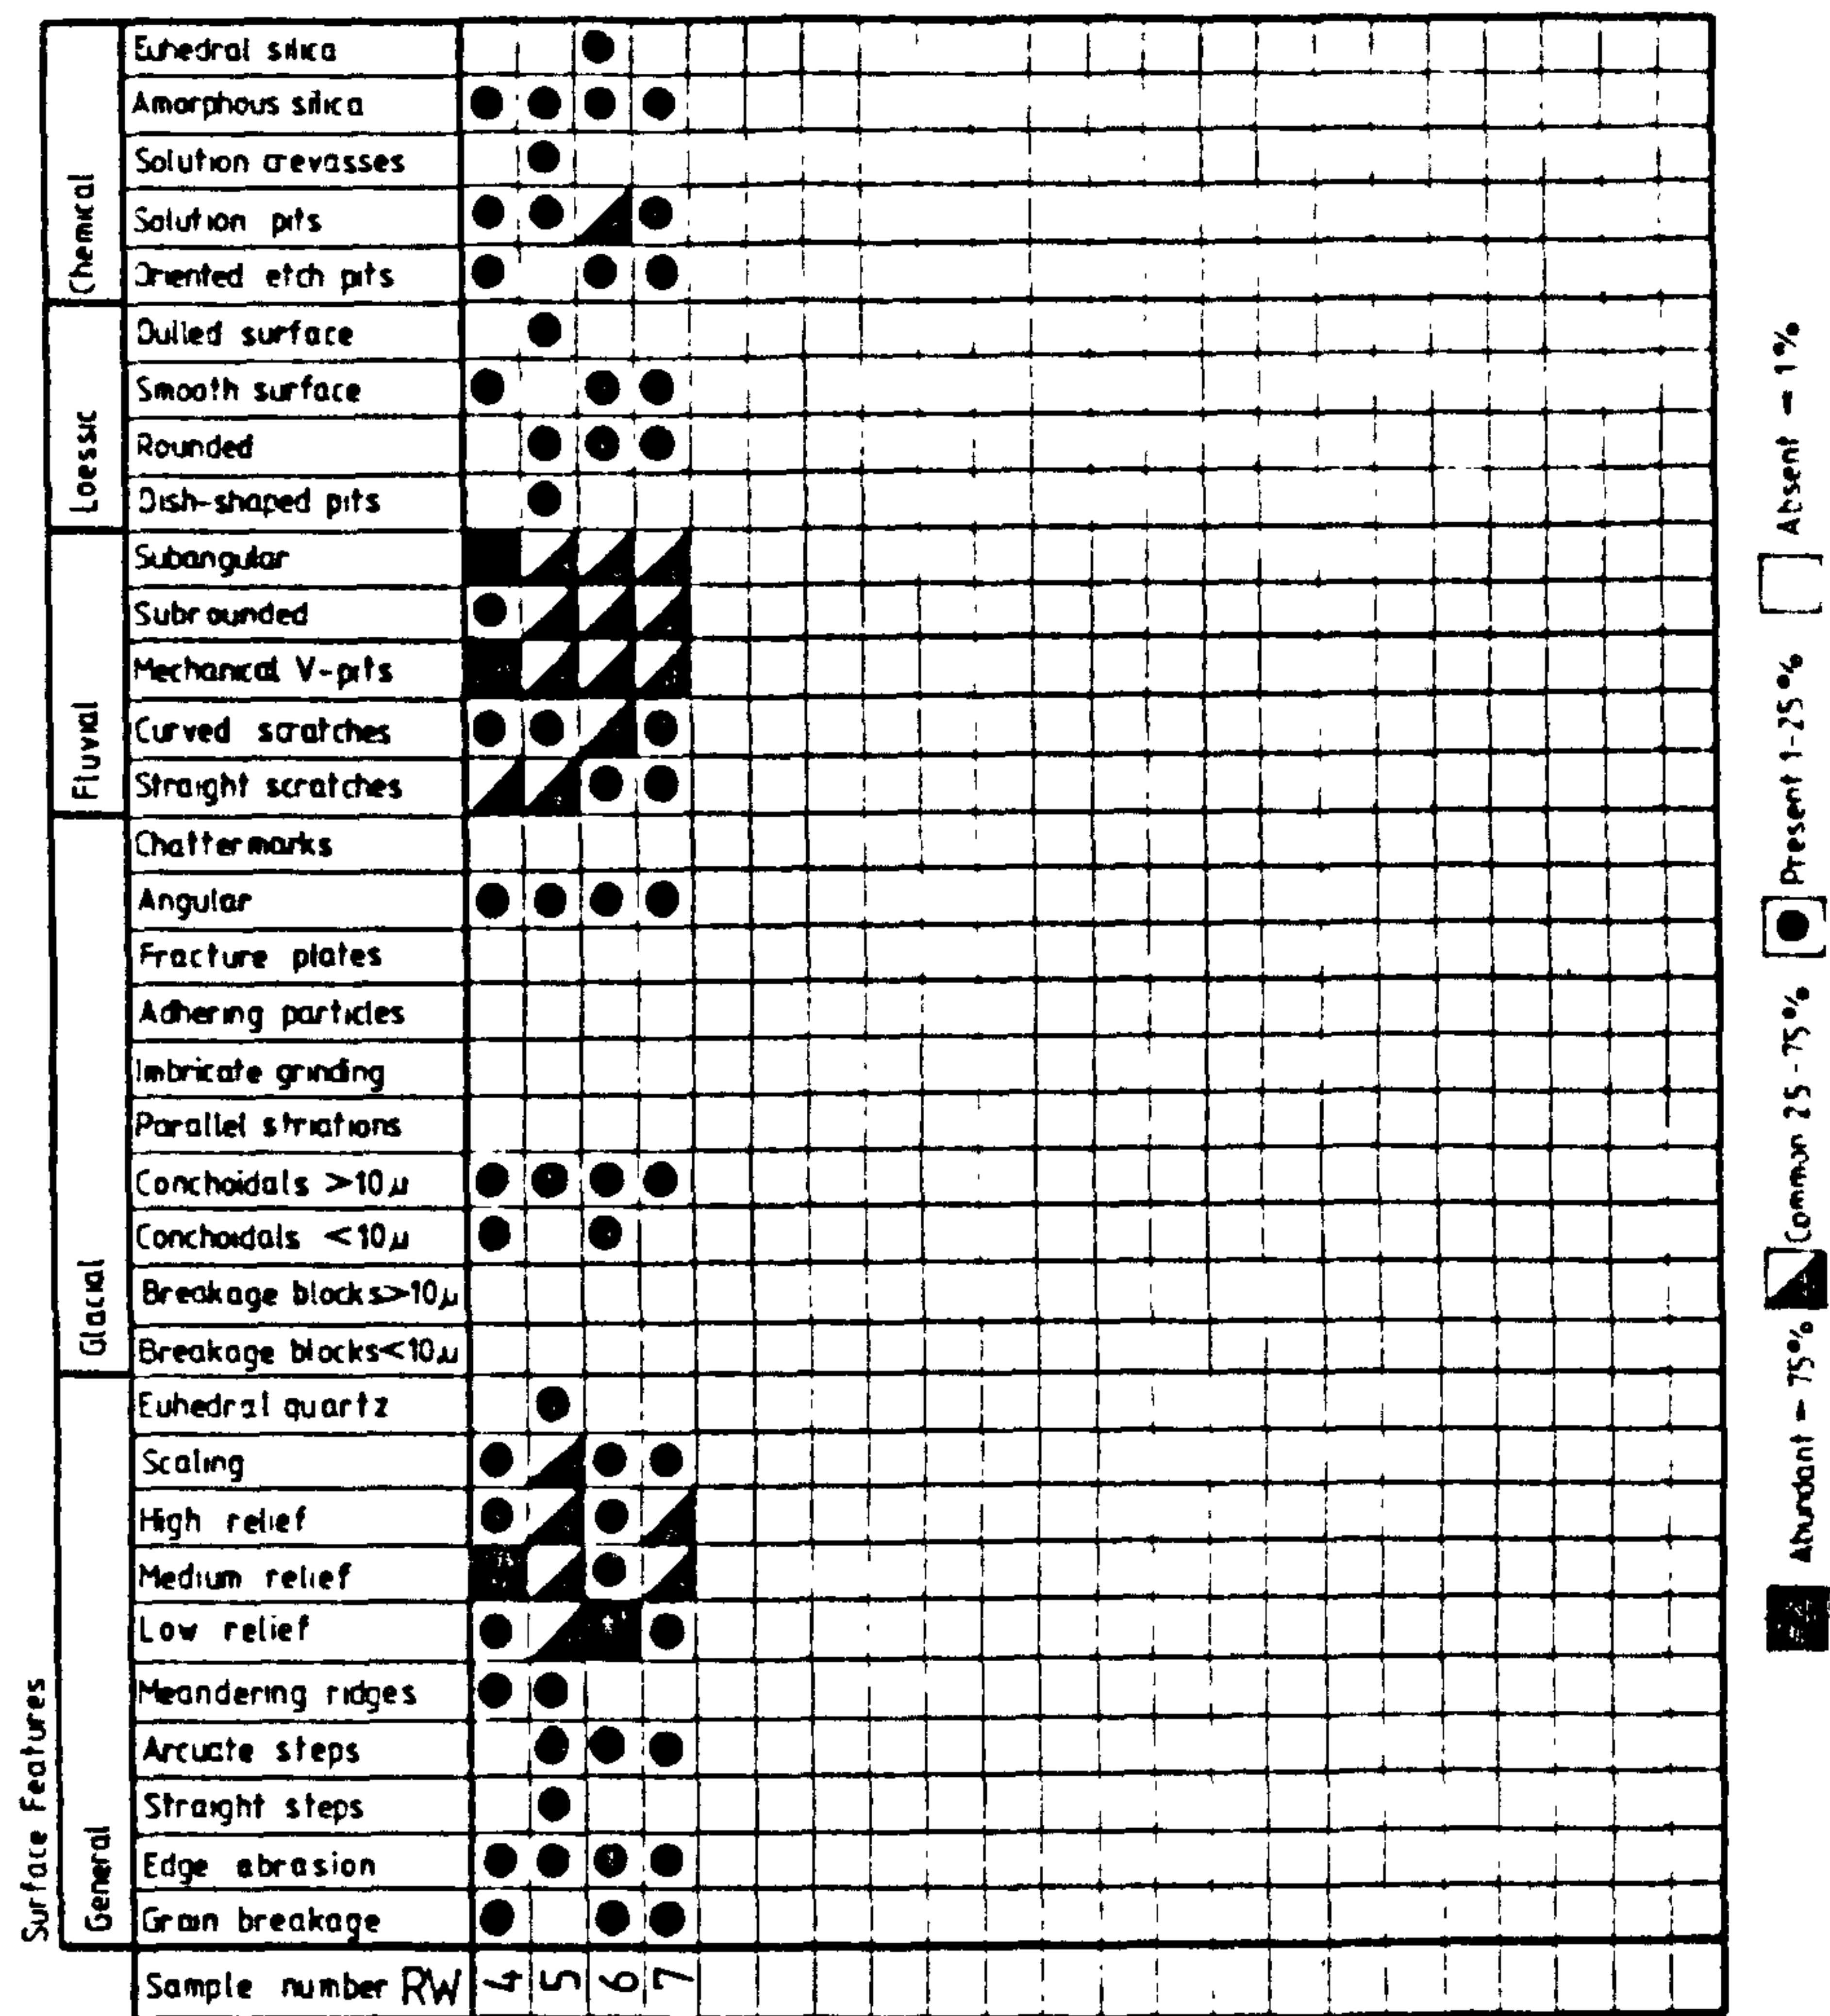 Euhedral silica
Amorphous silica
Solution crevasses
Solution pits
Oriented etch pits
Chemical
Dulled surface
Smooth surface
Rounded
Dish-shaped pits
Loessic
Subangular
Subrounded
Mechanical V-pits
Curved scratches
Straight scratches
Fluvial
Chattermarks
Angular
Fracture plates
Adhering particles
Imbricate grinding
Parallel striations
Conchoidals >10µ
Conchoidals <10µ
Breakage blocks>10µ
Breakage blocks<10µ
Glacial
Euhedral quartz
Scaling
High relief
Medium relief
Low relief
Meandering ridges
Arcuate steps
Straight steps
Edge abrasion
Grain breakage
General
Surface Features
Sample number RW 4 5 6 7
Abundant – 75% Common 25-75% Present 1-25% Absent – 1%